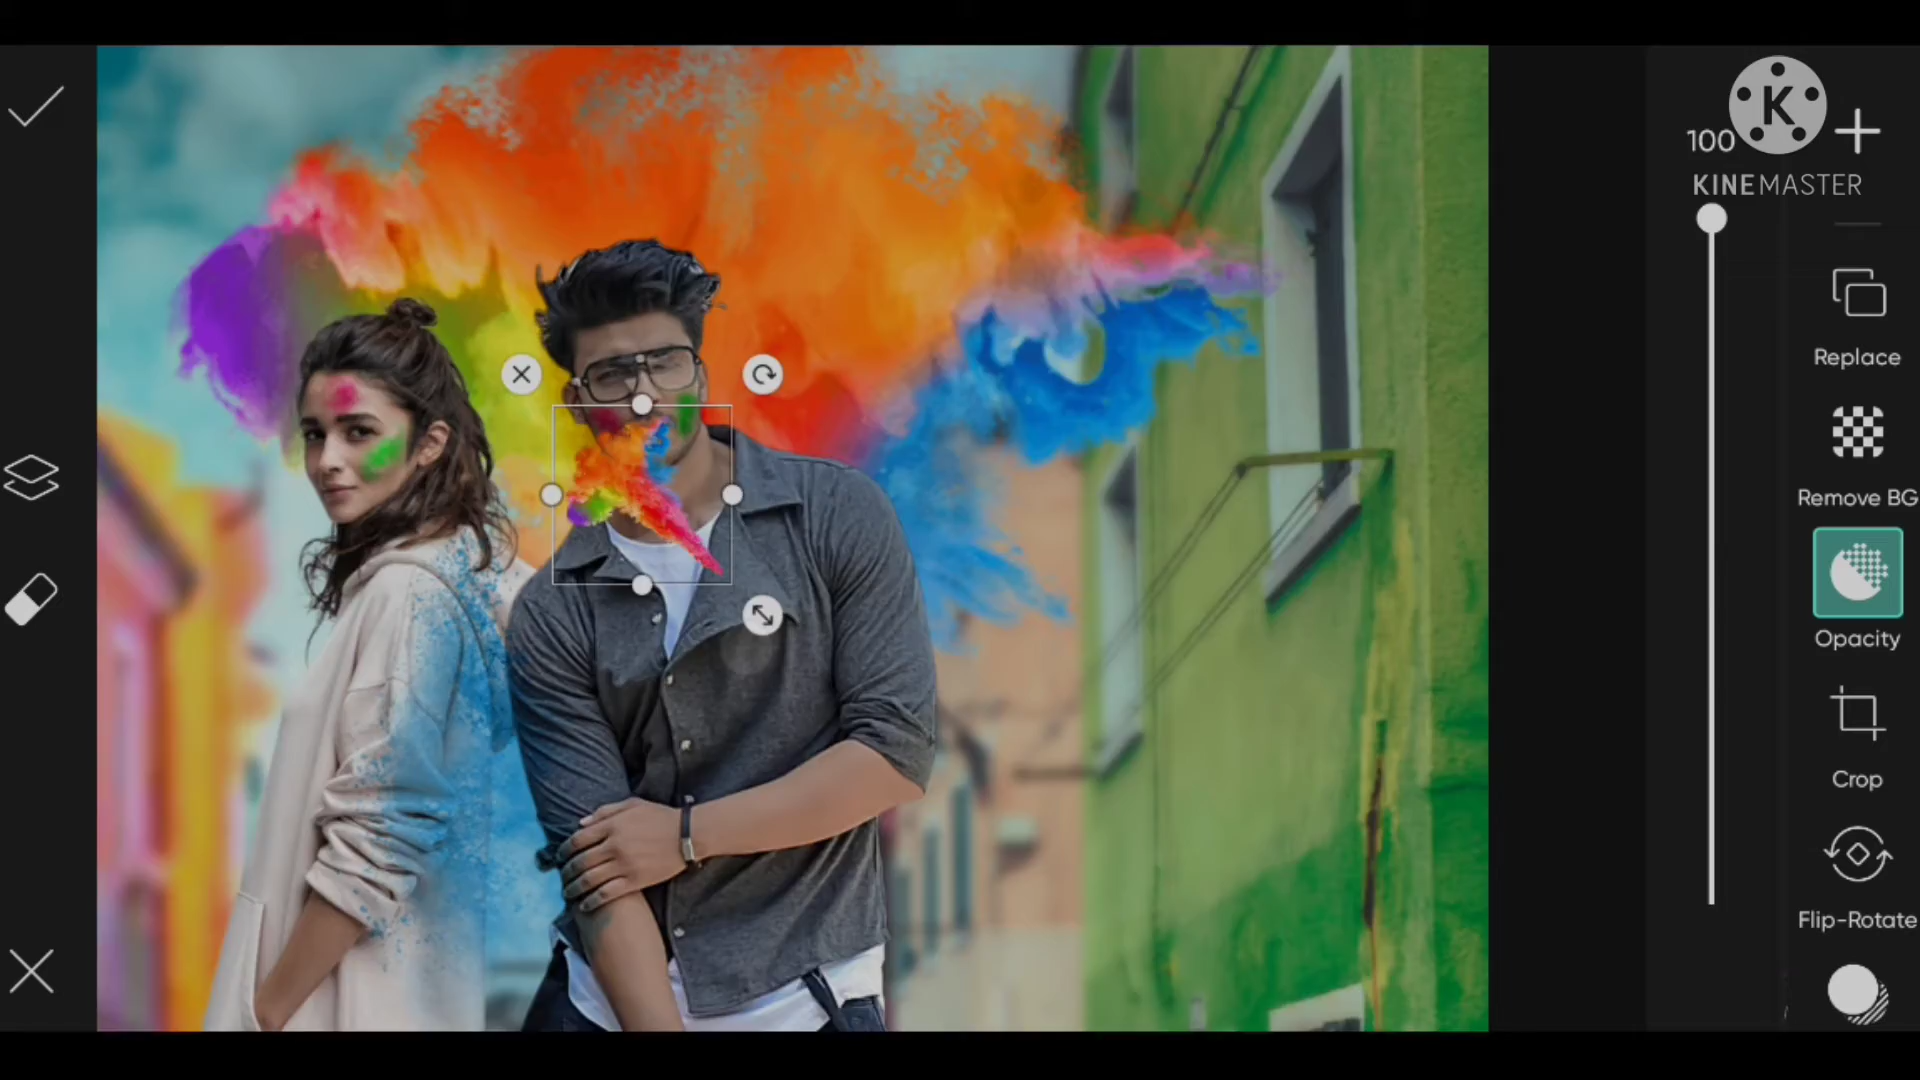 100
K
KINEMASTER
Replace
Remove BG
Opacity
Crop
Flip-Rotate